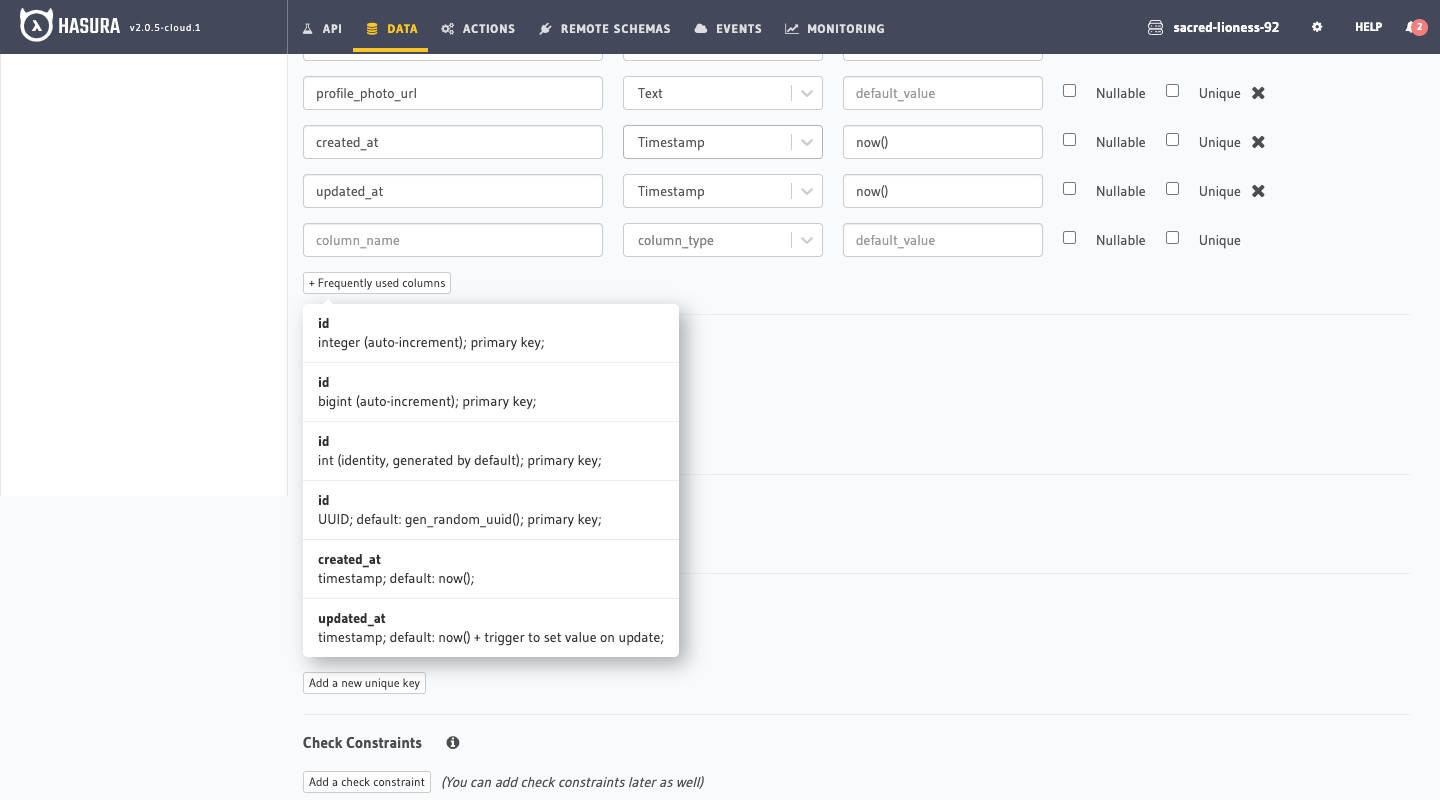 HASURA v2.0.5-cloud.1 API DATA ACTIONS REMOTE SCHEMAS EVENTS MONITORING sacred-lioness-92 HELP 2
profile_photo_url Text default_value Nullable Unique
created_at Timestamp now() Nullable Unique
updated_at Timestamp now() Nullable Unique
column_name column_type default_value Nullable Unique
+ Frequently used columns
id
integer (auto-increment); primary key;
id
bigint (auto-increment); primary key;
id
int (identity, generated by default); primary key;
id
UUID; default: gen_random_uuid(); primary key;
created_at
timestamp; default: now();
updated_at
timestamp; default: now() + trigger to set value on update;
Add a new unique key
Check Constraints
Add a check constraint (You can add check constraints later as well)